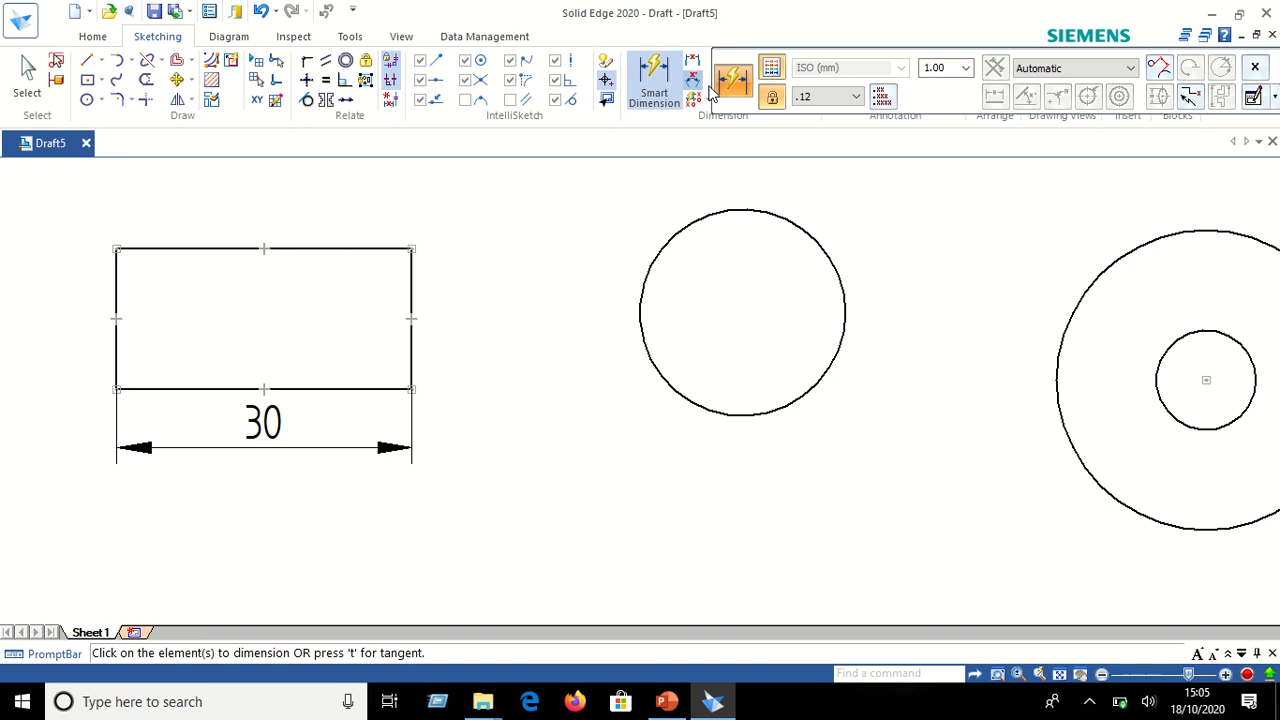 Solid Edge 2020 - Draft - [Draft5]
Home Sketching Diagram Inspect Tools View Data Management
SIEMENS
Select
Smart Dimension
ISO (mm)
1.00
Automatic
.12
Select Draw Relate IntelliSketch Dimension Annotation Arrange Drawing Views Insert Blocks
Draft5
30
Sheet 1
PromptBar Click on the element(s) to dimension OR press 't' for tangent.
Find a command
Type here to search
15:05
18/10/2020